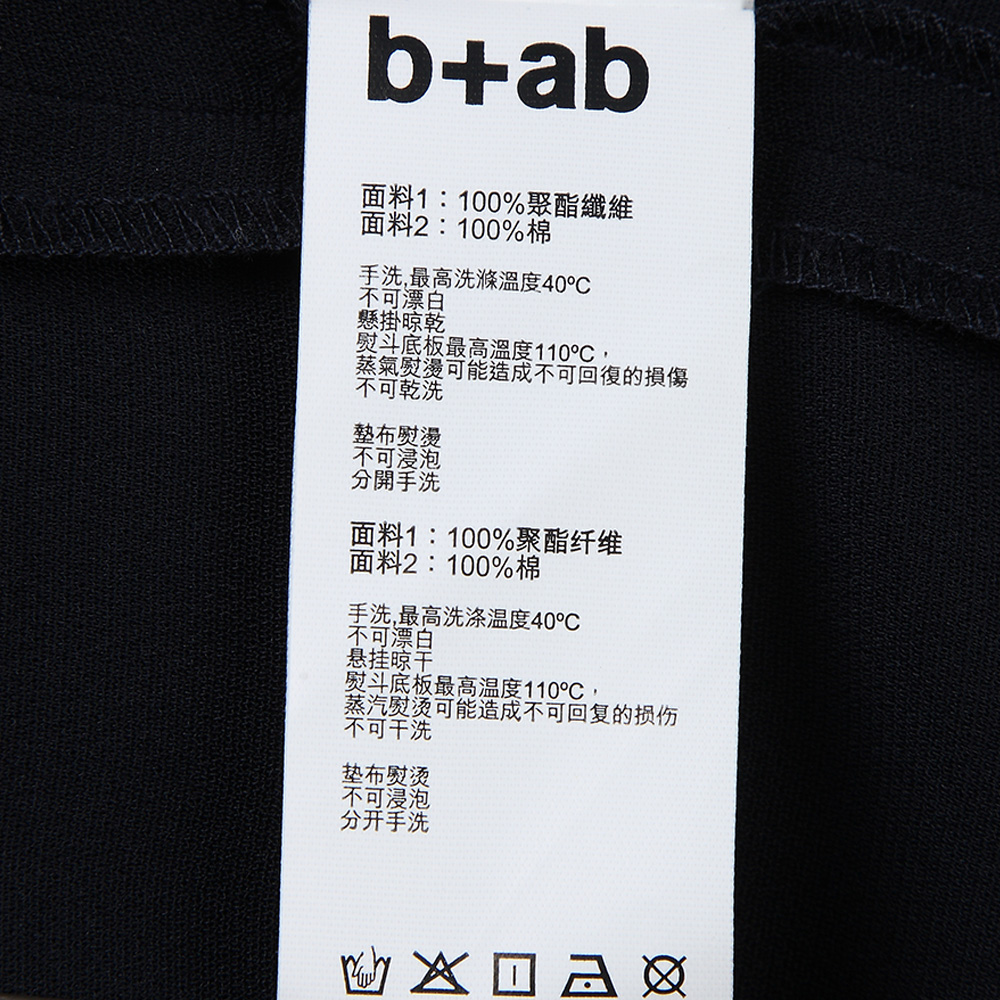 b+ab
面料1：100%聚酯纖維
面料2：100%棉
手洗,最高洗滌溫度40ºC
不可漂白
懸掛晾乾
熨斗底板最高溫度110ºC，
蒸氣熨燙可能造成不可回復的損傷
不可乾洗
墊布熨燙
不可浸泡
分開手洗
面料1：100%聚酯纤维
面料2：100%棉
手洗,最高洗涤温度40ºC
不可漂白
悬挂晾干
熨斗底板最高温度110ºC，
蒸汽熨烫可能造成不可回复的损伤
不可干洗
垫布熨烫
不可浸泡
分开手洗